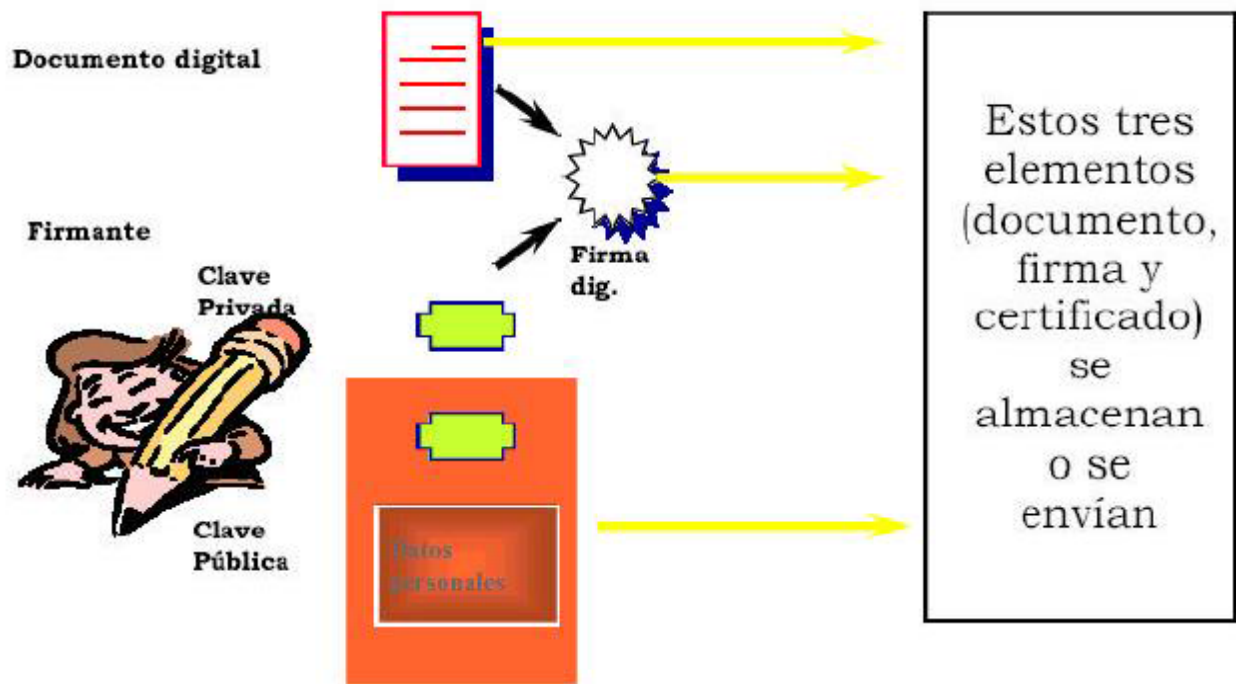 Documento digital
Firmante
Clave
Privada
Firma
dig.
Clave
Pública
Datos
personales
Estos tres
elementos
(documento,
firma y
certificado)
se
almacenan
o se
envían